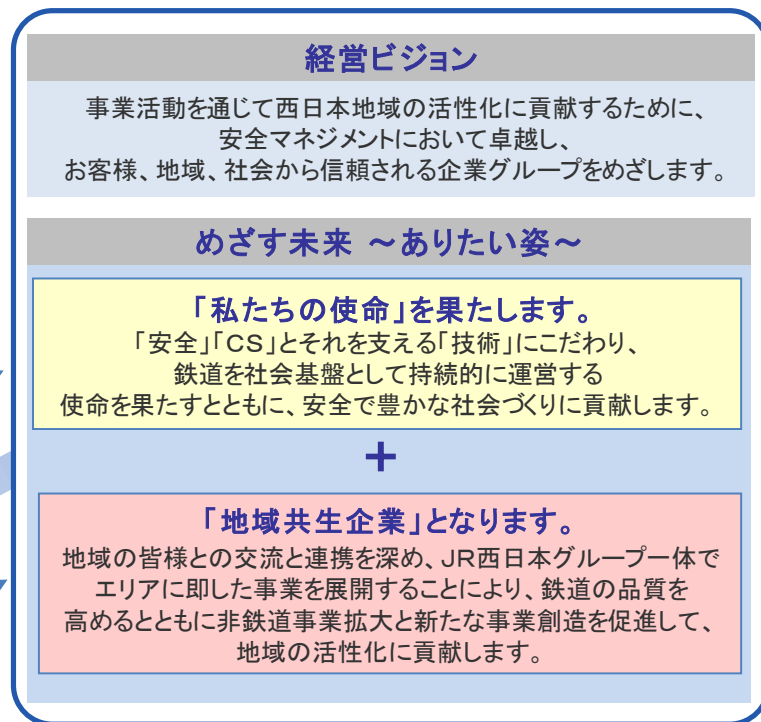 経営ビジョン
事業活動を通じて西日本地域の活性化に貢献するために、
安全マネジメントにおいて卓越し、
お客様、地域、社会から信頼される企業グループをめざします。
めざす未来 ～ありたい姿～
「私たちの使命」を果たします。
「安全」「CS」とそれを支える「技術」にこだわり、
鉄道を社会基盤として持続的に運営する
使命を果たすとともに、安全で豊かな社会づくりに貢献します。
+
「地域共生企業」となります。
地域の皆様との交流と連携を深め、JR西日本グループ一体で
エリアに即した事業を展開することにより、鉄道の品質を
高めるとともに非鉄道事業拡大と新たな事業創造を促進して、
地域の活性化に貢献します。